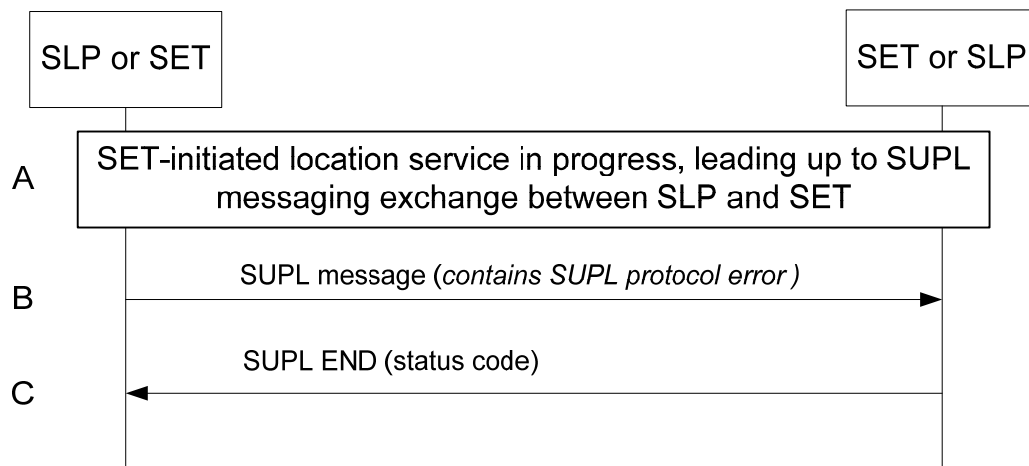 SLP or SET
SET or SLP
A
SET-initiated location service in progress, leading up to SUPL
messaging exchange between SLP and SET
SUPL message (contains SUPL protocol error )
B
SUPL END (status code)
C